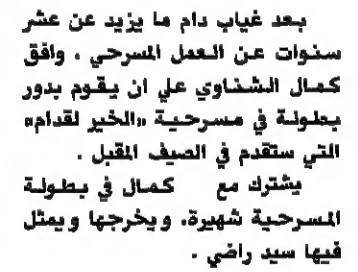 بعد غياب دام ما يزيد عن عشر
سنوات عن العمل المسرحي ، وافق
كمال الشناوي علي ان يقوم بدور
بطولة في مسرحية «الخير لقدام»
التي ستقدم في الصيف المقبل .
يشترك مع كمال في بطولة
المسرحية شهيرة، ويخرجها ويمثل
فيها سيد راضي .